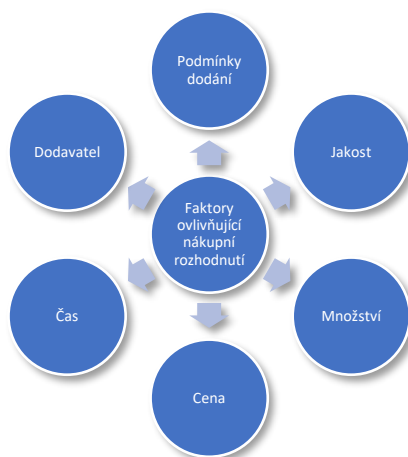 Podmínky
dodání
Dodavatel
Jakost
Faktory
ovlivňující
nákupní
rozhodnutí
Čas
Množství
Cena